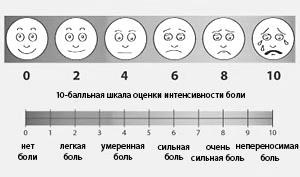 0 2 4 6 8 10
10-балльная шкала оценки интенсивности боли
0 1 2 3 4 5 6 7 8 9 10
нет легкая умеренная сильная очень непереносимая
боли боль боль боль сильная боль боль